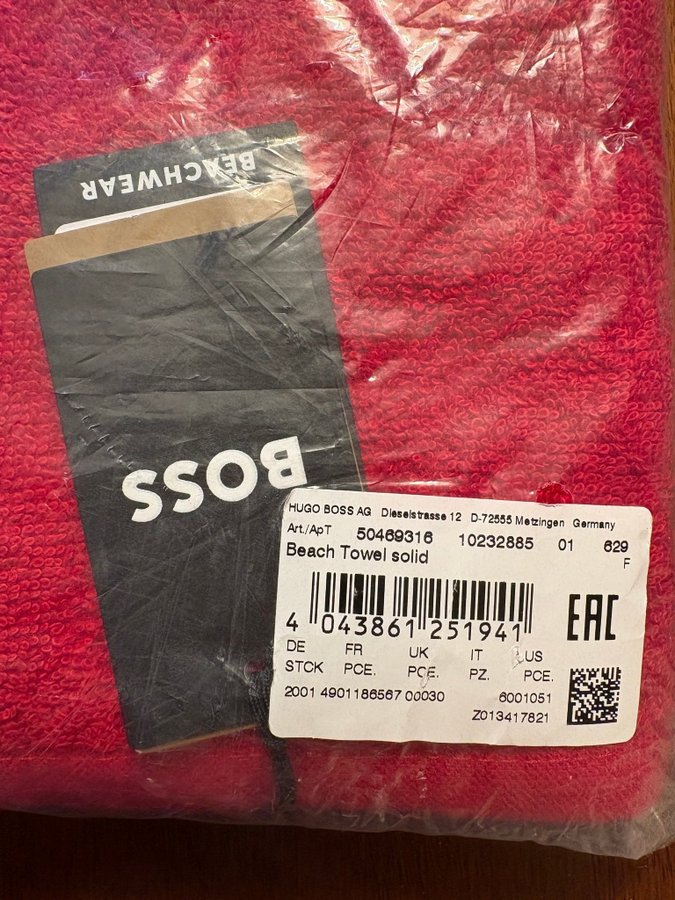 BEACHWEAR
BOSS
HUGO BOSS AG Dieselstrasse 12 D-72555 Metzingen Germany
Art./ApT 50469316 10232885 01 629
Beach Towel solid F
4 043861 251941
EAC
DE FR UK IT US
STCK PCE. PCE. PZ. PCE.
2001 4901186567 00030 6001051
Z013417821